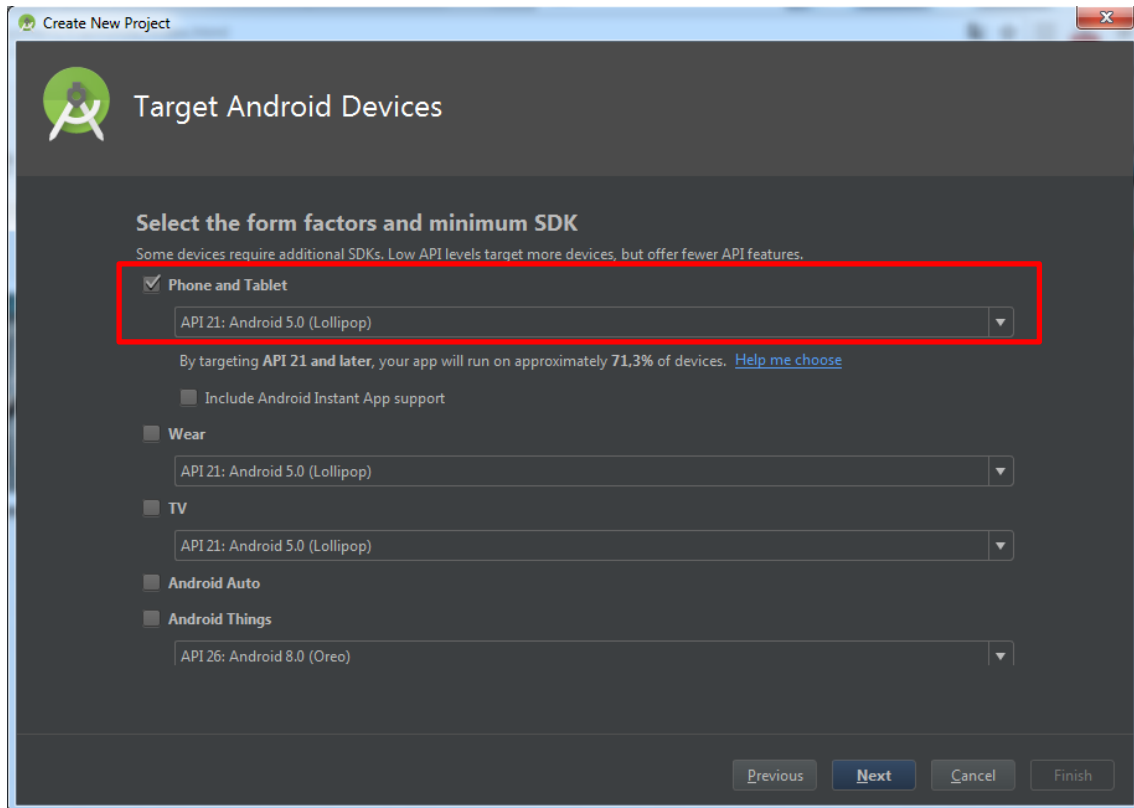 Create New Project
Target Android Devices
Select the form factors and minimum SDK
Some devices require additional SDKs. Low API levels target more devices, but offer fewer API features.
Phone and Tablet
API 21: Android 5.0 (Lollipop)
By targeting API 21 and later, your app will run on approximately 71,3% of devices. Help me choose
Include Android Instant App support
Wear
API 21: Android 5.0 (Lollipop)
TV
API 21: Android 5.0 (Lollipop)
Android Auto
Android Things
API 26: Android 8.0 (Oreo)
Previous Next Cancel Finish